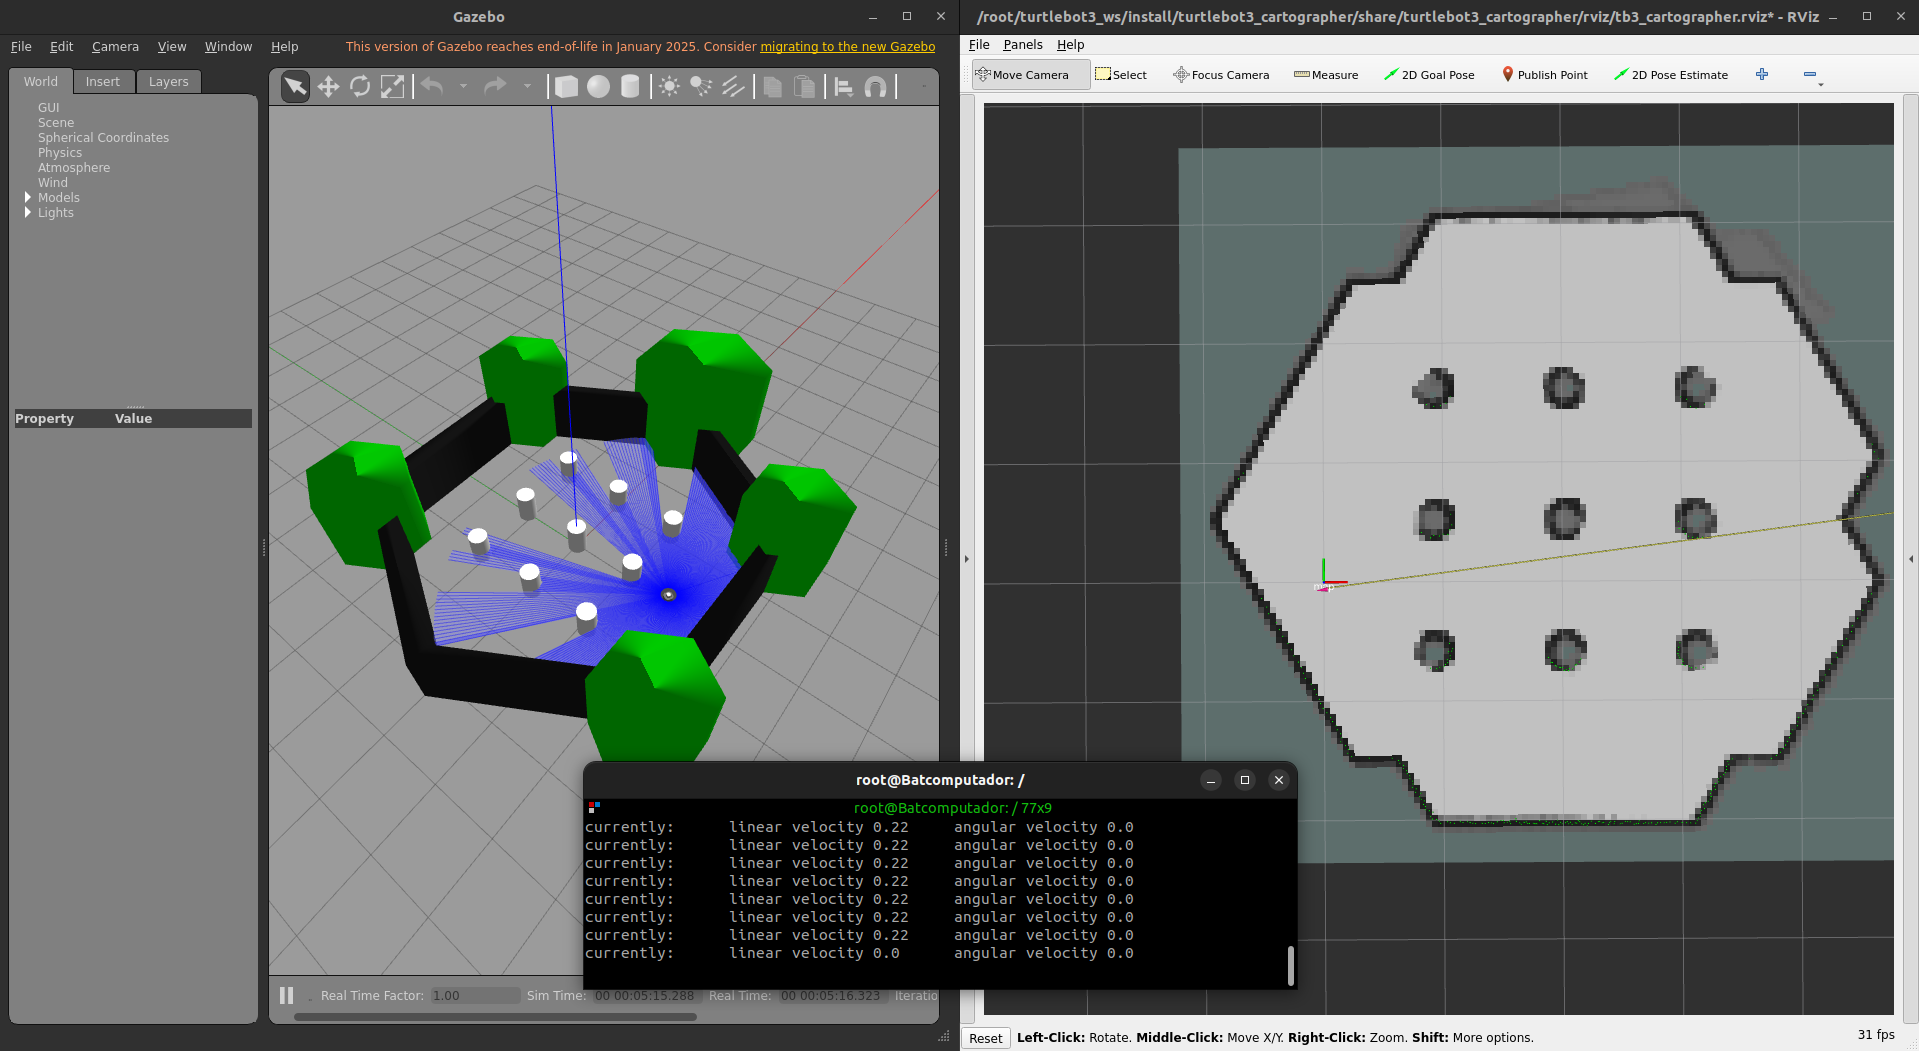 Gazebo
File Edit Camera View Window Help
This version of Gazebo reaches end-of-life in January 2025. Consider migrating to the new Gazebo
World Insert Layers
GUI
Scene
Spherical Coordinates
Physics
Atmosphere
Wind
Models
Lights
Property Value
Real Time Factor: 1.00 Sim Time: 00 00:05:15.288 Real Time: 00 00:05:16.323 Iteratio
/root/turtlebot3_ws/install/turtlebot3_cartographer/share/turtlebot3_cartographer/rviz/tb3_cartographer.rviz* - RViz
File Panels Help
Move Camera Select Focus Camera Measure 2D Goal Pose Publish Point 2D Pose Estimate
Reset Left-Click: Rotate. Middle-Click: Move X/Y. Right-Click: Zoom. Shift: More options. 31 fps
root@Batcomputador: /
root@Batcomputador: / 77x9
currently: linear velocity 0.22 angular velocity 0.0
currently: linear velocity 0.22 angular velocity 0.0
currently: linear velocity 0.22 angular velocity 0.0
currently: linear velocity 0.22 angular velocity 0.0
currently: linear velocity 0.22 angular velocity 0.0
currently: linear velocity 0.22 angular velocity 0.0
currently: linear velocity 0.22 angular velocity 0.0
currently: linear velocity 0.0 angular velocity 0.0